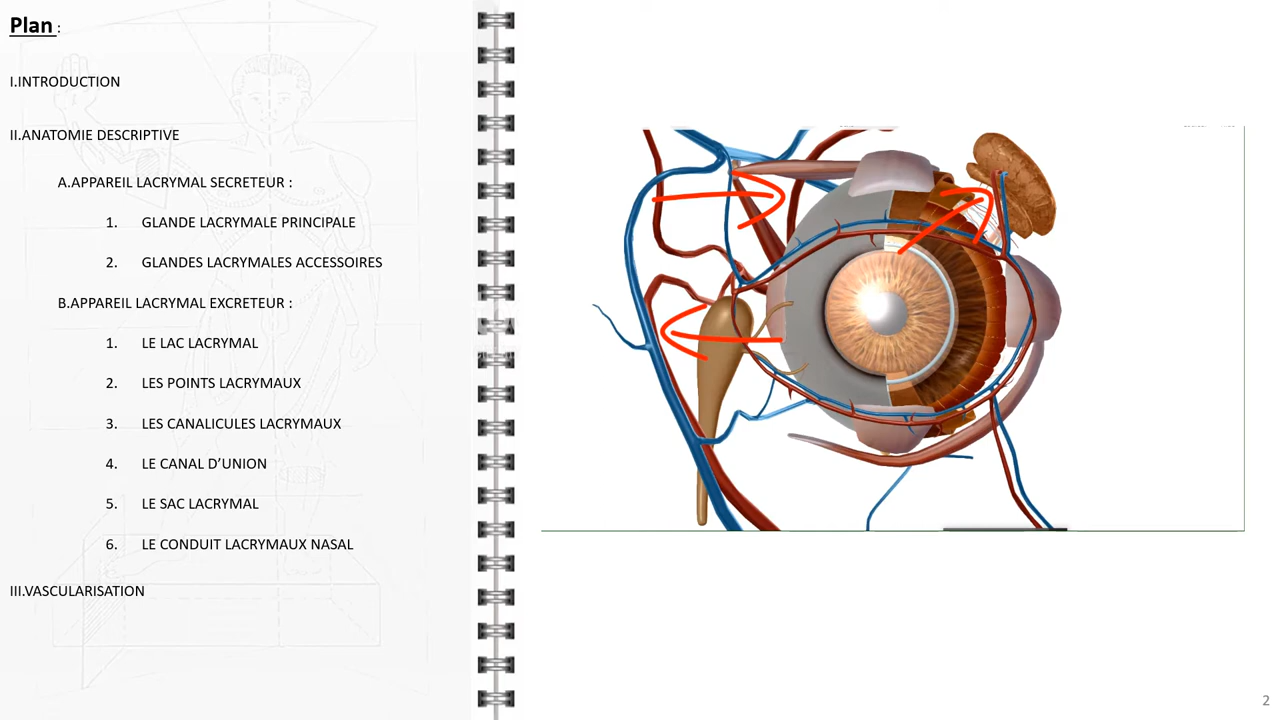 Plan :
I.INTRODUCTION
II.ANATOMIE DESCRIPTIVE
A.APPAREIL LACRYMAL SECRETEUR :
1. GLANDE LACRYMALE PRINCIPALE
2. GLANDES LACRYMALES ACCESSOIRES
B.APPAREIL LACRYMAL EXCRETEUR :
1. LE LAC LACRYMAL
2. LES POINTS LACRYMAUX
3. LES CANALICULES LACRYMAUX
4. LE CANAL D’UNION
5. LE SAC LACRYMAL
6. LE CONDUIT LACRYMAUX NASAL
III.VASCULARISATION
2